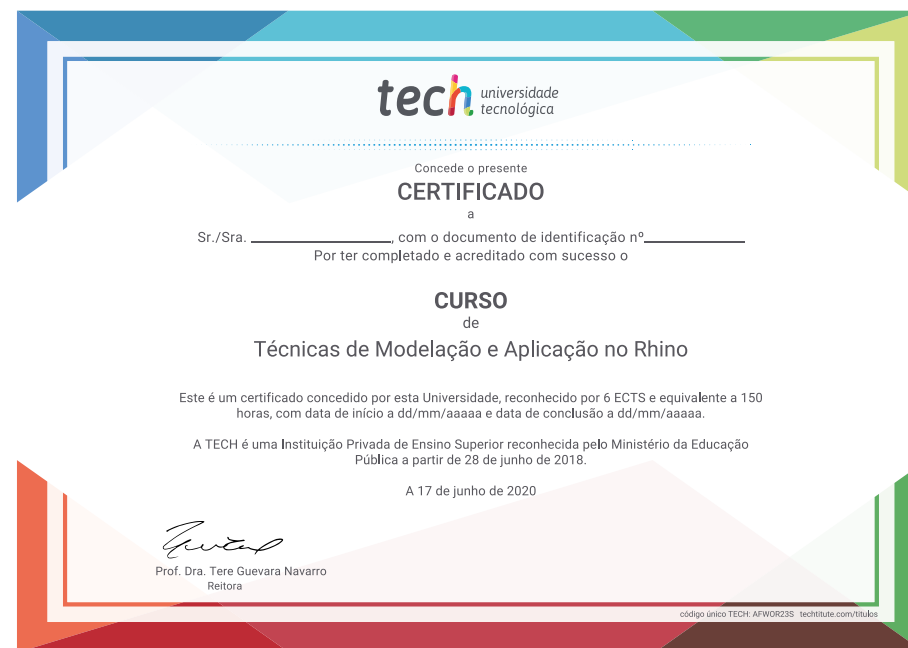 tech universidade
tecnológica
Concede o presente
CERTIFICADO
a
Sr./Sra. ____________________, com o documento de identificação nº______________
Por ter completado e acreditado com sucesso o
CURSO
de
Técnicas de Modelação e Aplicação no Rhino
Este é um certificado concedido por esta Universidade, reconhecido por 6 ECTS e equivalente a 150
horas, com data de início a dd/mm/aaaaa e data de conclusão a dd/mm/aaaaa.
A TECH é uma Instituição Privada de Ensino Superior reconhecida pelo Ministério da Educação
Pública a partir de 28 de junho de 2018.
A 17 de junho de 2020
Prof. Dra. Tere Guevara Navarro
Reitora
código único TECH: AFWOR23S techtitute.com/titulos